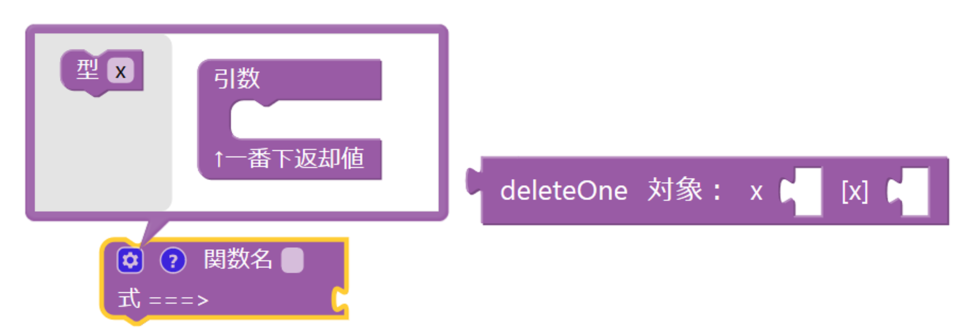 型 x
引数
↑一番下返却値
deleteOne 対象： x [x]
? 関数名
式 ===>